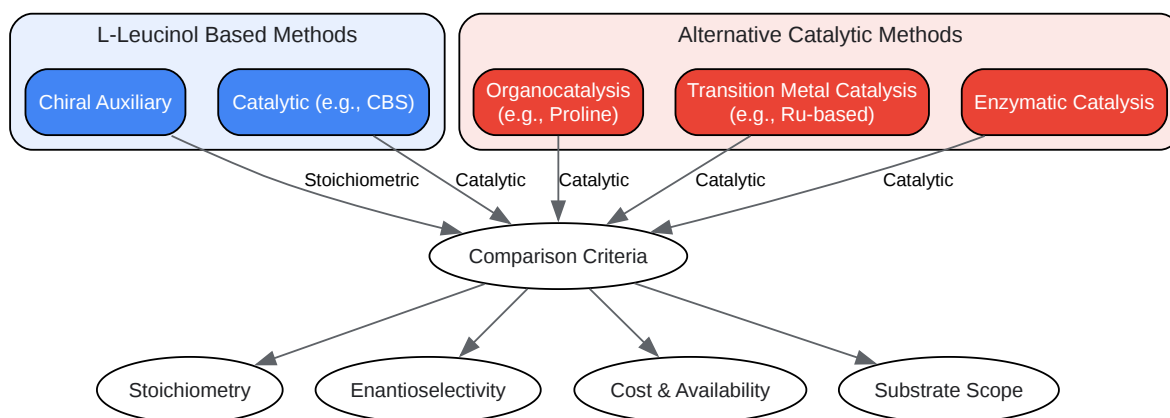 L-Leucinol Based Methods
Alternative Catalytic Methods
Chiral Auxiliary
Catalytic (e.g., CBS)
Organocatalysis
(e.g., Proline)
Transition Metal Catalysis
(e.g., Ru-based)
Enzymatic Catalysis
Stoichiometric
Catalytic
Catalytic
Catalytic
Catalytic
Comparison Criteria
Stoichiometry
Enantioselectivity
Cost & Availability
Substrate Scope